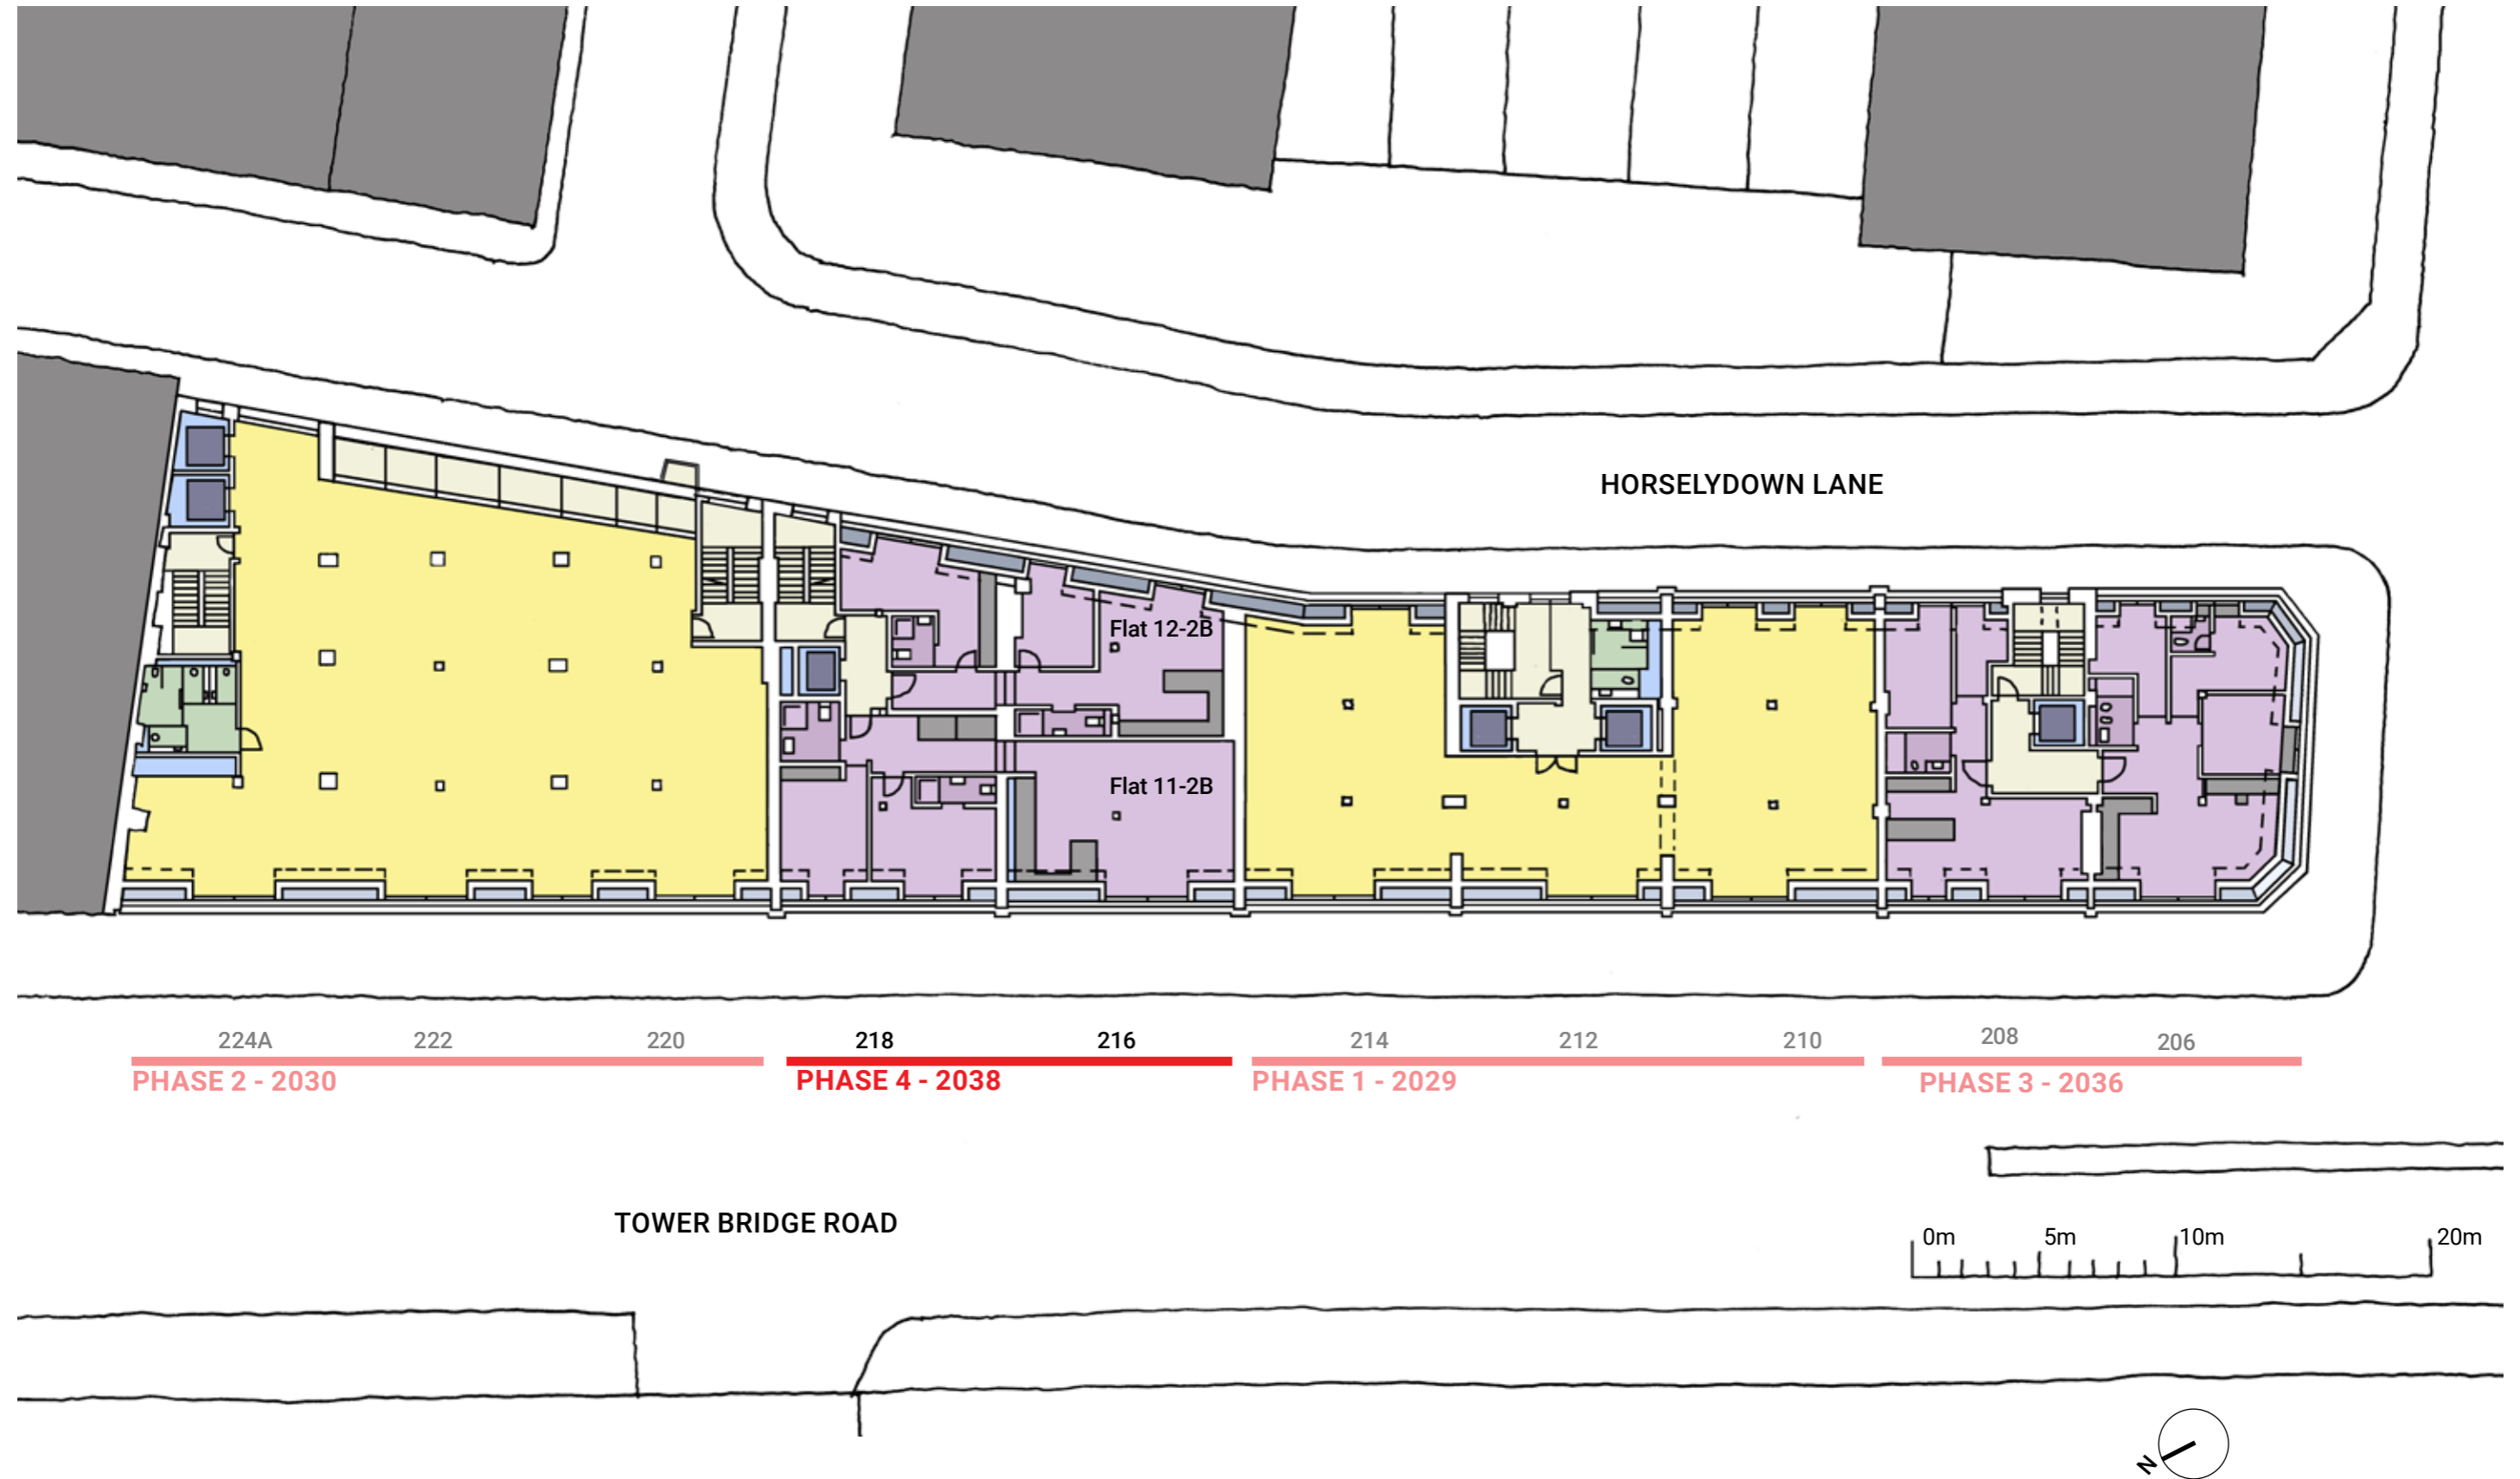 HORSELYDOWN LANE
Flat 12-2B
Flat 11-2B
224A 222 220 218 216 214 212 210 208 206
PHASE 2 - 2030 PHASE 4 - 2038 PHASE 1 - 2029 PHASE 3 - 2036
TOWER BRIDGE ROAD
0m 5m 10m 20m
N